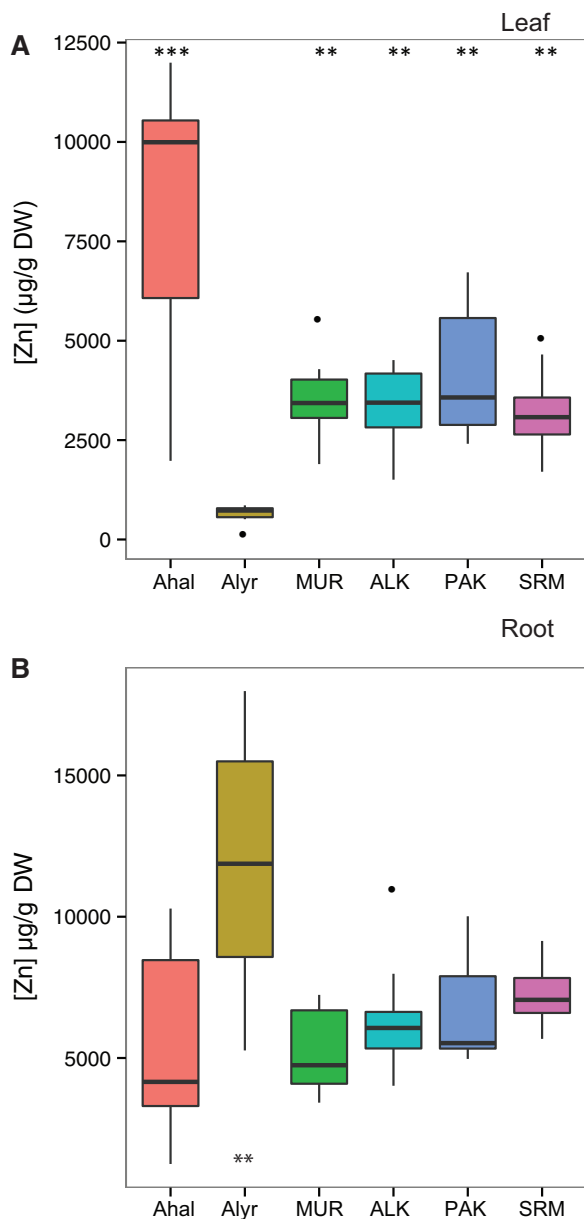 Leaf
A
12500
*** ** ** ** **
10000
7500
5000
2500
0
[Zn] (µg/g DW)
Ahal Alyr MUR ALK PAK SRM
Root
B
15000
10000
5000
[Zn] µg/g DW
**
Ahal Alyr MUR ALK PAK SRM